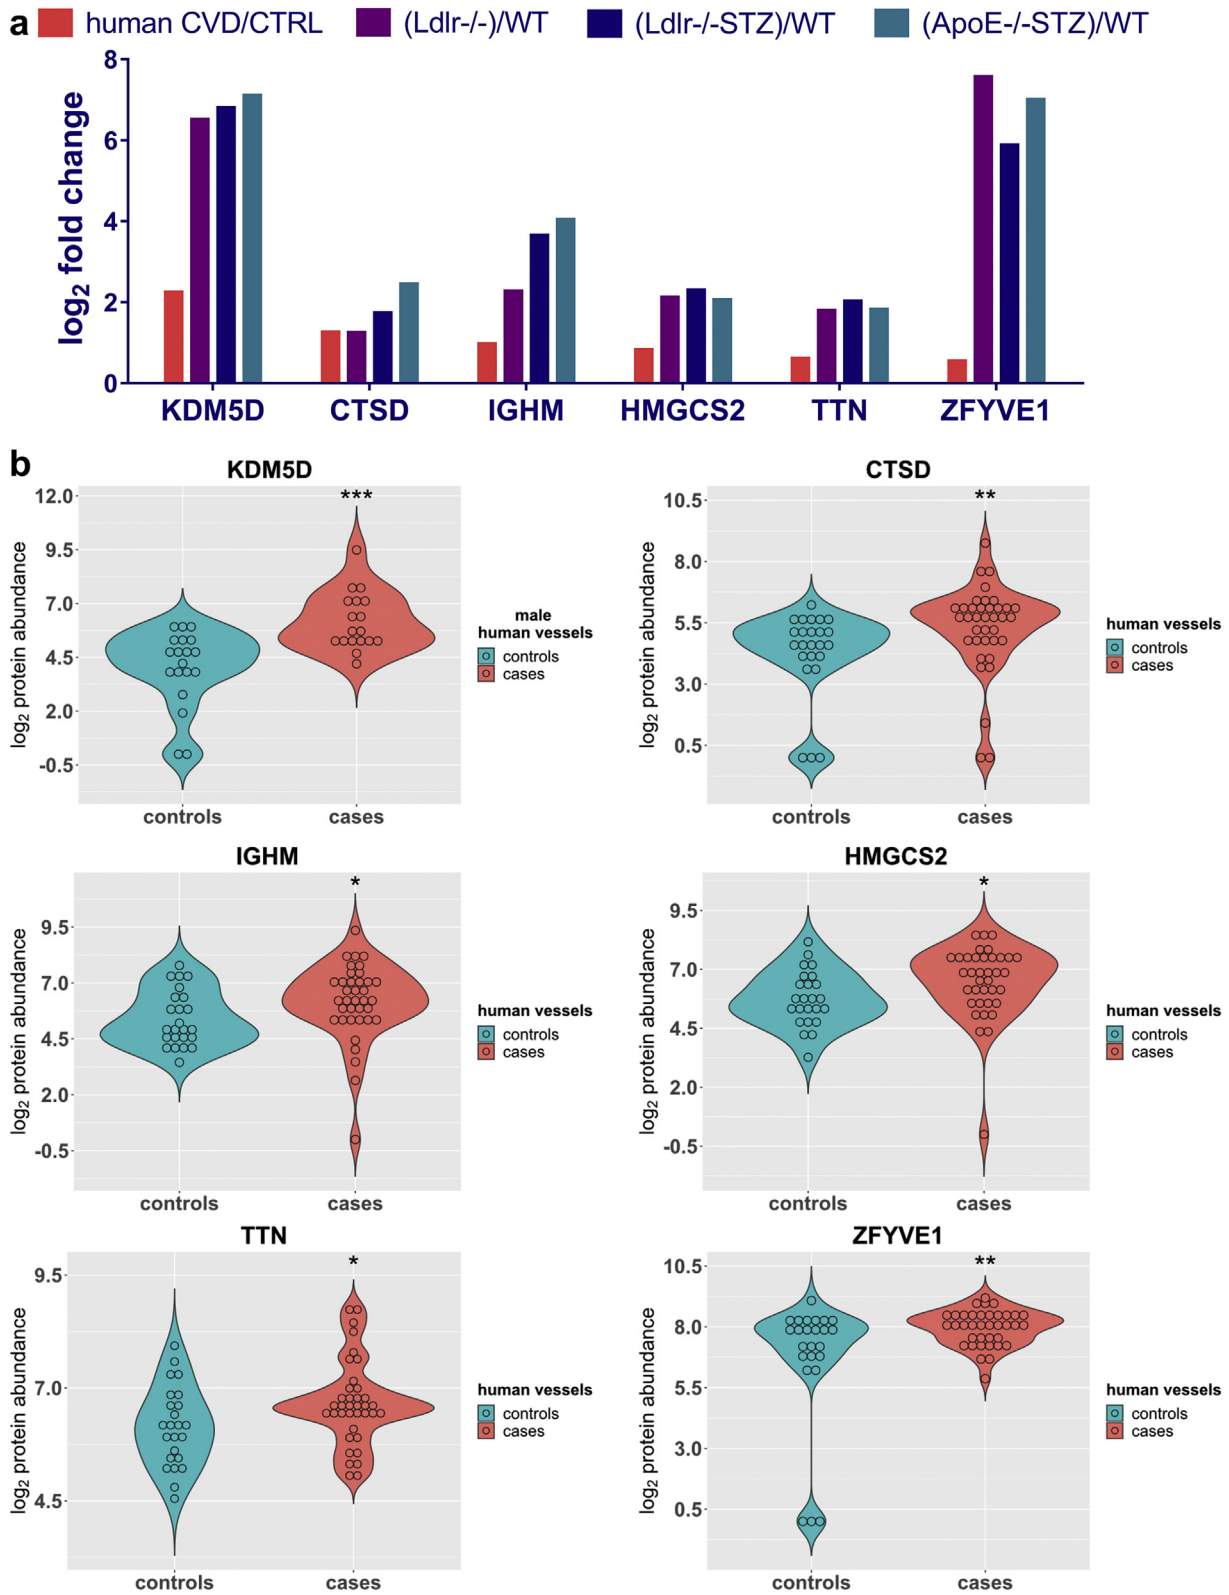 a human CVD/CTRL (Ldlr-/-)/WT (Ldlr-/-STZ)/WT (ApoE-/-STZ)/WT
log₂ fold change
8
6
4
2
0
KDM5D CTSD IGHM HMGCS2 TTN ZFYVE1
b
KDM5D
***
log₂ protein abundance
12.0
9.5
7.0
4.5
2.0
-0.5
controls cases
male
human vessels
controls
cases
CTSD
**
log₂ protein abundance
10.5
8.0
5.5
3.0
0.5
controls cases
human vessels
controls
cases
IGHM
*
log₂ protein abundance
9.5
7.0
4.5
2.0
-0.5
controls cases
human vessels
controls
cases
HMGCS2
*
log₂ protein abundance
9.5
7.0
4.5
2.0
-0.5
controls cases
human vessels
controls
cases
TTN
*
log₂ protein abundance
9.5
7.0
4.5
controls cases
human vessels
controls
cases
ZFYVE1
**
log₂ protein abundance
10.5
8.0
5.5
3.0
0.5
controls cases
human vessels
controls
cases